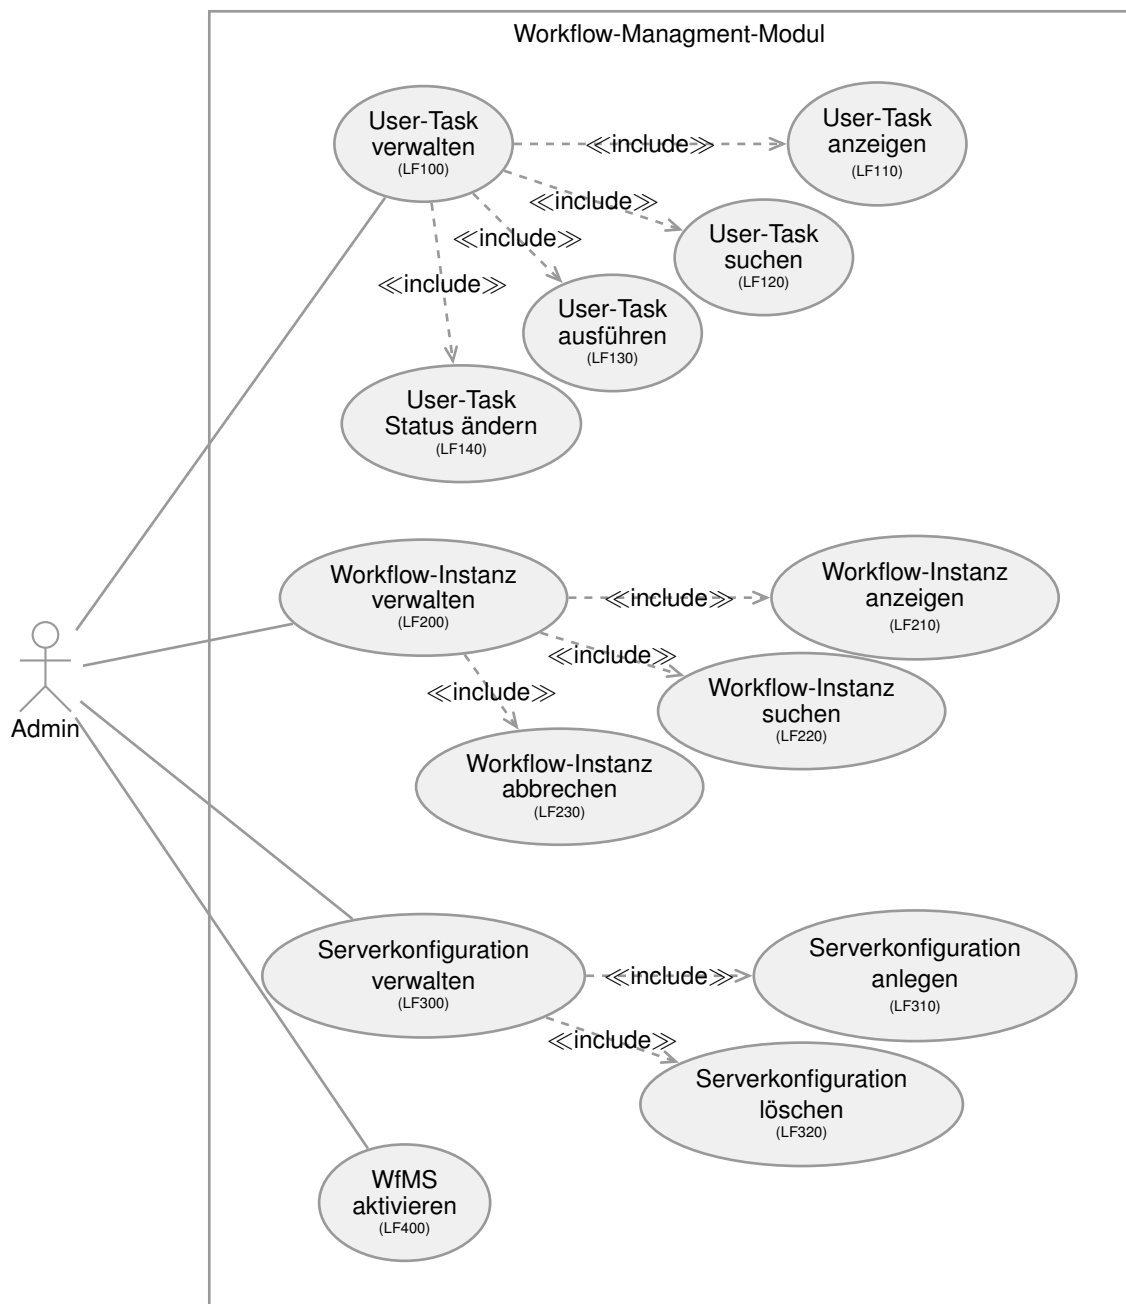 Workflow-Managment-Modul
User-Task
verwalten
(LF100)
≪include≫
User-Task
anzeigen
(LF110)
≪include≫
User-Task
suchen
(LF120)
≪include≫
User-Task
ausführen
(LF130)
≪include≫
User-Task
Status ändern
(LF140)
Workflow-Instanz
verwalten
(LF200)
≪include≫
Workflow-Instanz
anzeigen
(LF210)
≪include≫
Workflow-Instanz
suchen
(LF220)
≪include≫
Workflow-Instanz
abbrechen
(LF230)
Admin
Serverkonfiguration
verwalten
(LF300)
≪include≫
Serverkonfiguration
anlegen
(LF310)
≪include≫
Serverkonfiguration
löschen
(LF320)
WfMS
aktivieren
(LF400)